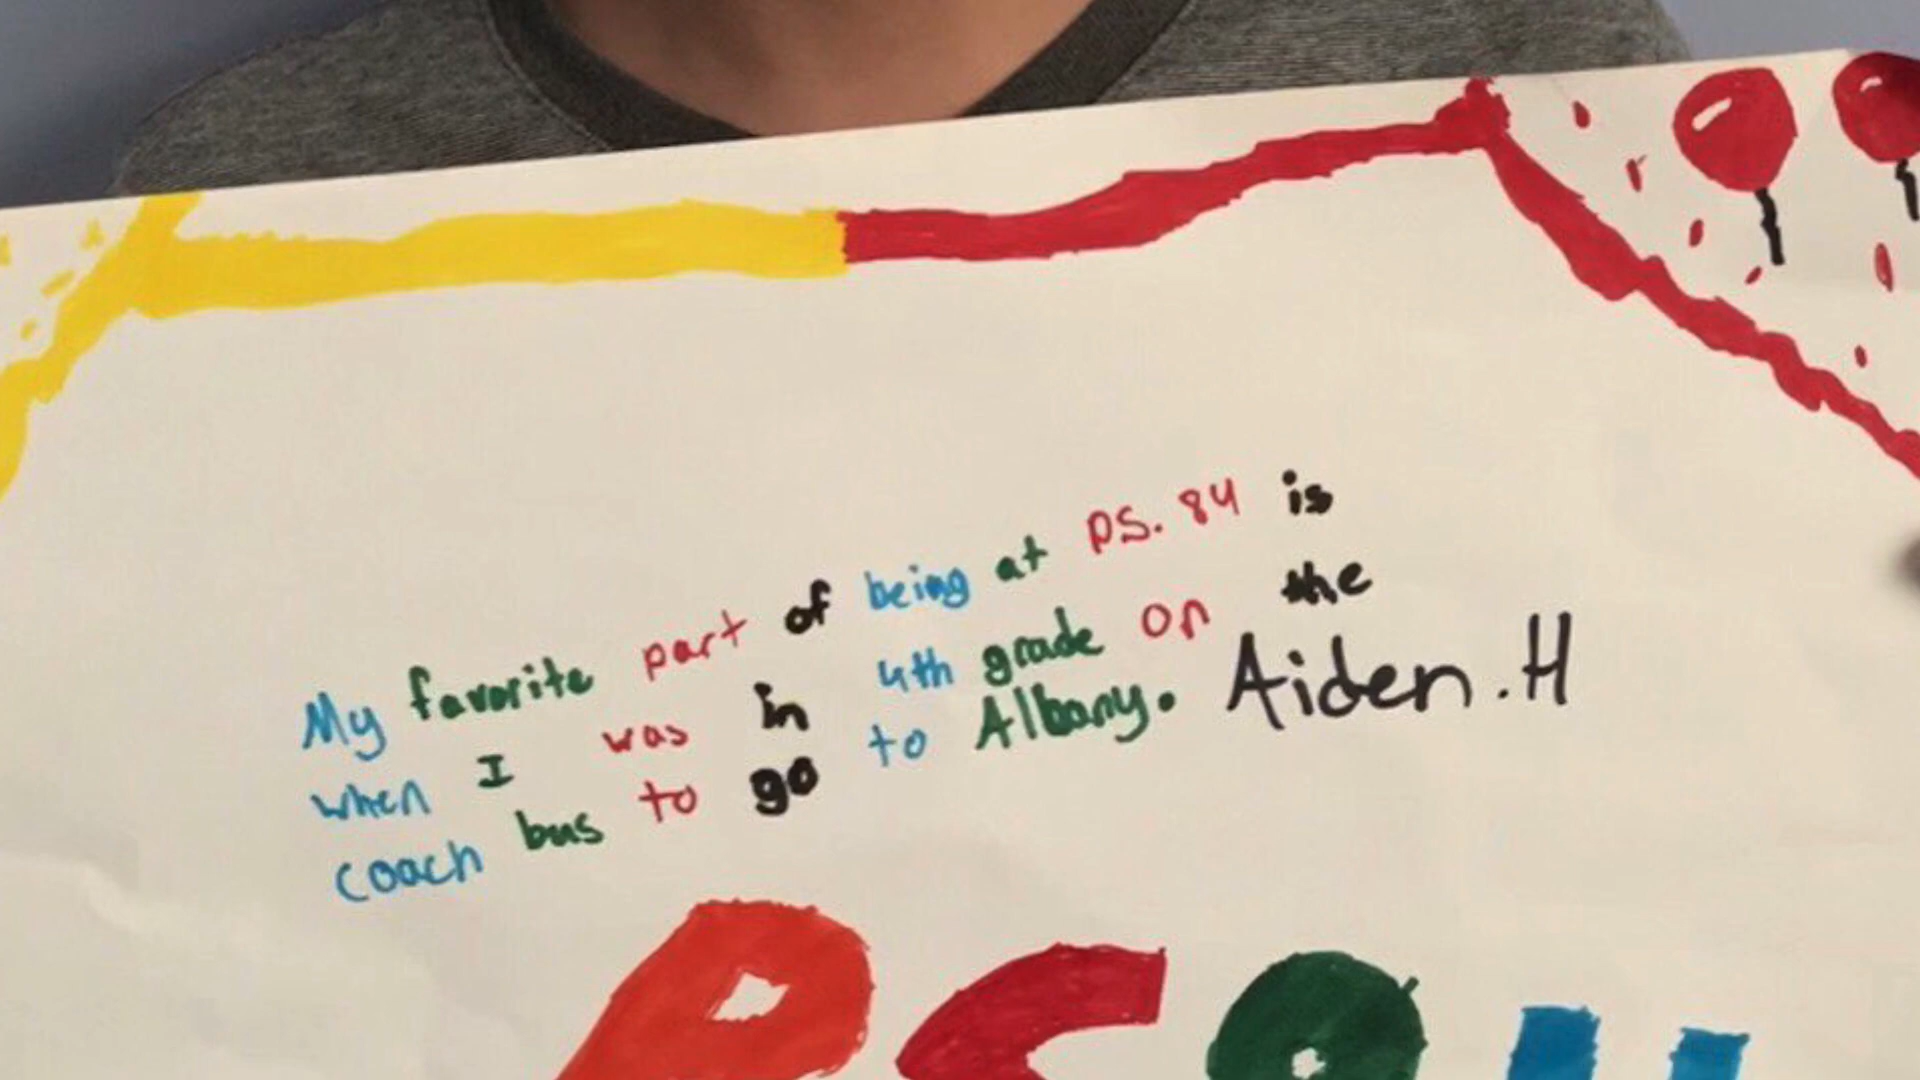 My favorite part of being at PS. 84 is
when I was in 4th grade on the
coach bus to go to Albany. Aiden.H
PS84